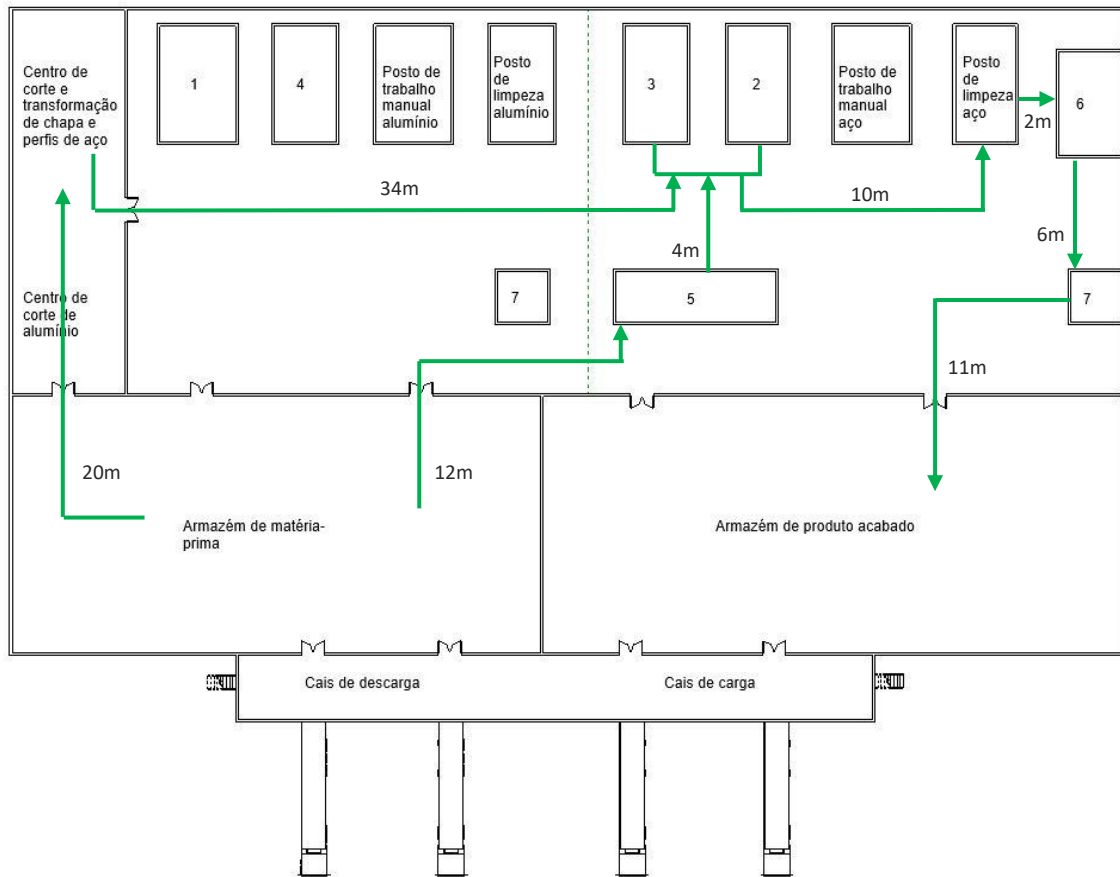 Centro de
corte e
transformação
de chapa e
perfis de aço
1
4
Posto de
trabalho
manual
alumínio
Posto
de
limpeza
alumínio
3
2
Posto de
trabalho
manual
aço
Posto
de
limpeza
aço
6
2m
34m
10m
4m
6m
Centro de
corte de
alumínio
7
5
7
11m
20m
12m
Armazém de matéria-
prima
Armazém de produto acabado
Cais de descarga
Cais de carga